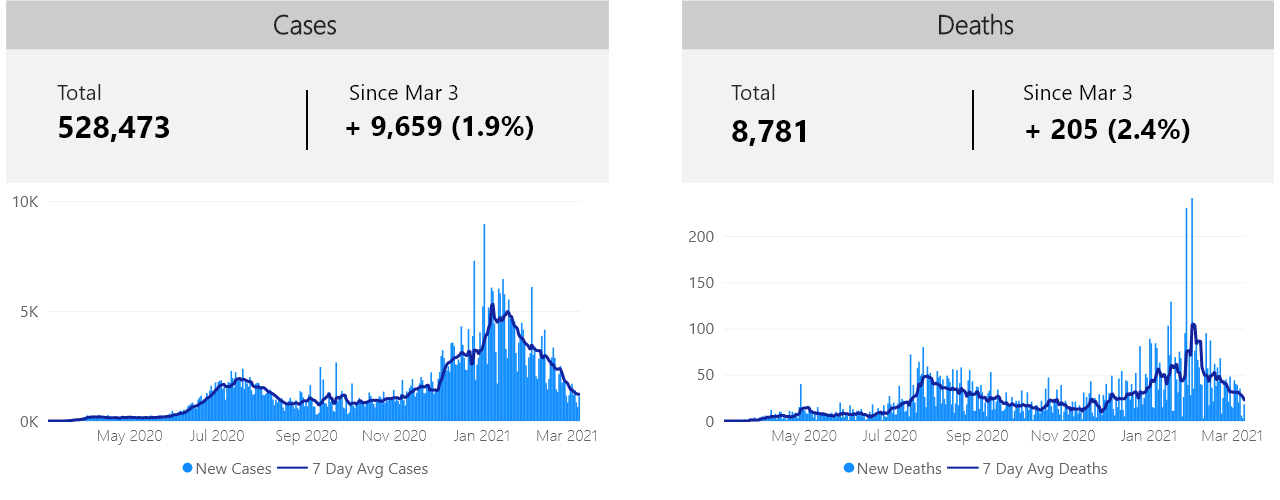 Cases
Total
528,473
Since Mar 3
+ 9,659 (1.9%)
10K
5K
0K
May 2020 Jul 2020 Sep 2020 Nov 2020 Jan 2021 Mar 2021
New Cases 7 Day Avg Cases
Deaths
Total
8,781
Since Mar 3
+ 205 (2.4%)
200
150
100
50
0
May 2020 Jul 2020 Sep 2020 Nov 2020 Jan 2021 Mar 2021
New Deaths 7 Day Avg Deaths